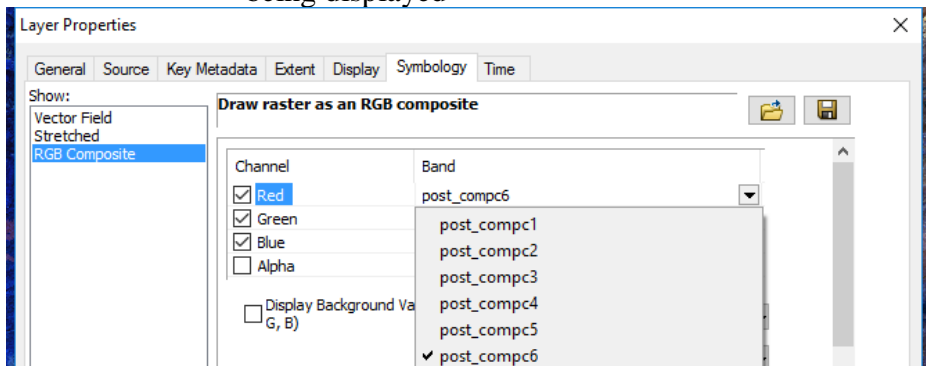 being displayed
Layer Properties
General Source Key Metadata Extent Display Symbology Time
Show:
Vector Field
Stretched
RGB Composite
Draw raster as an RGB composite
Channel Band
Red post_compc6
Green
Blue
Alpha
post_compc1
post_compc2
post_compc3
post_compc4
post_compc5
post_compc6
Display Background Va
G, B)